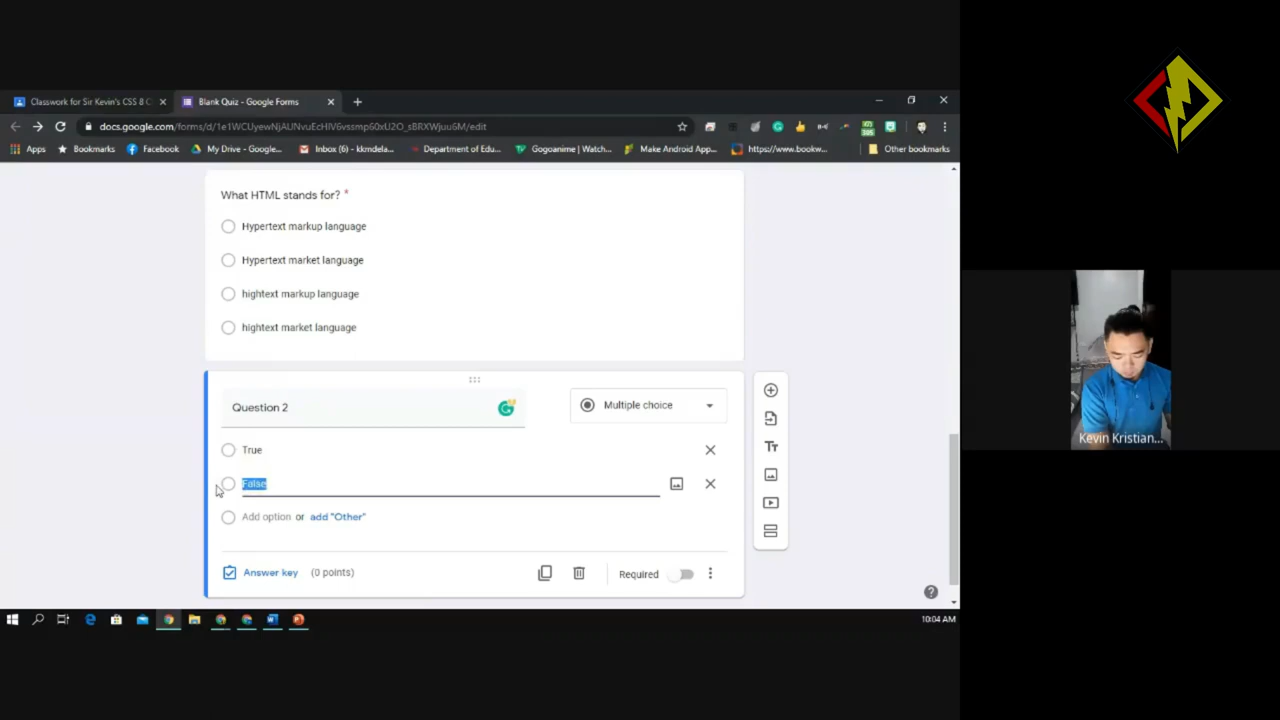 Classwork for Sir Kevin's CSS 8 C
Blank Quiz - Google Forms
docs.google.com/forms/d/1e1WCUyewNjAUNvuEcHlV6vssmp60xU2O_sBRXWjuu6M/edit
Apps
Bookmarks
Facebook
My Drive - Google...
Inbox (6) - kkmdela...
Department of Edu...
Gogoanime | Watch...
Make Android App...
https://www.bookw...
Other bookmarks
What HTML stands for? *
Hypertext markup language
Hypertext market language
hightext markup language
hightext market language
Question 2
Multiple choice
True
False
Add option or add "Other"
Answer key (0 points)
Required
Kevin Kristian...
10:04 AM